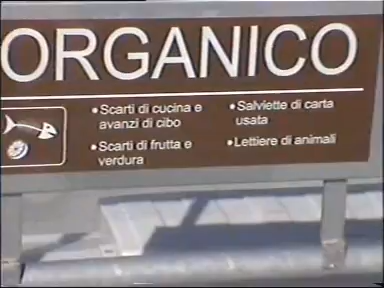 ORGANICO
• Scarti di cucina e
avanzi di cibo
• Scarti di frutta e
verdura
• Salviette di carta
usata
• Lettiere di animali